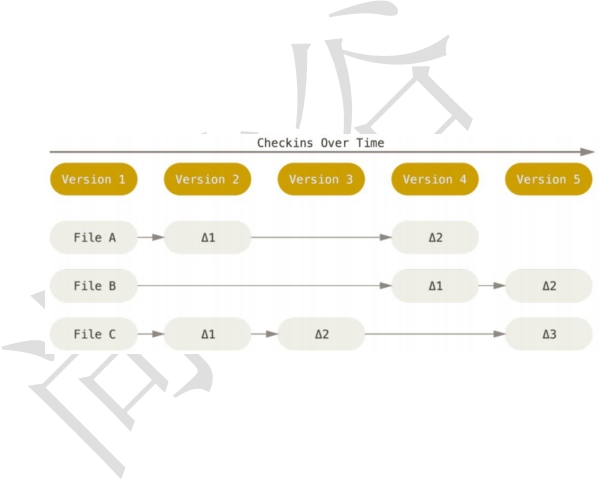 Checkins Over Time
Version 1 Version 2 Version 3 Version 4 Version 5
File A Δ1 Δ2
File B Δ1 Δ2
File C Δ1 Δ2 Δ3